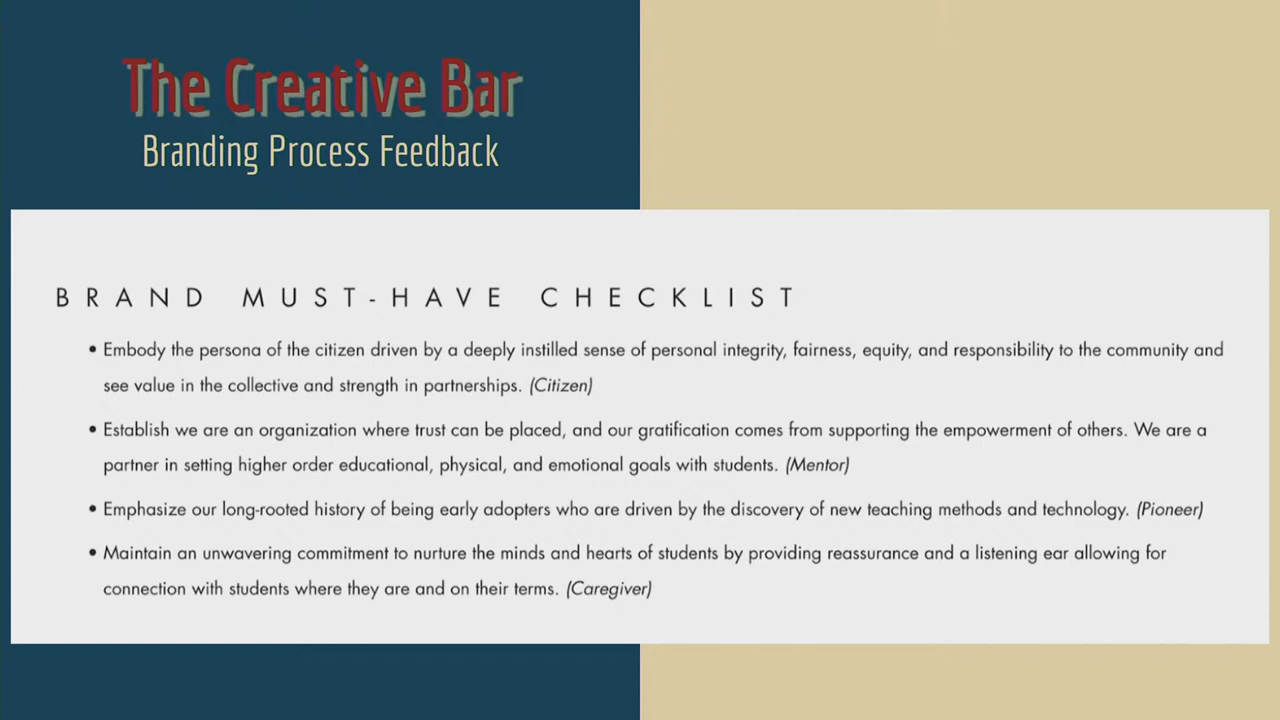 The Creative Bar
Branding Process Feedback
BRAND MUST-HAVE CHECKLIST
• Embody the persona of the citizen driven by a deeply instilled sense of personal integrity, fairness, equity, and responsibility to the community and
see value in the collective and strength in partnerships. (Citizen)
• Establish we are an organization where trust can be placed, and our gratification comes from supporting the empowerment of others. We are a
partner in setting higher order educational, physical, and emotional goals with students. (Mentor)
• Emphasize our long-rooted history of being early adopters who are driven by the discovery of new teaching methods and technology. (Pioneer)
• Maintain an unwavering commitment to nurture the minds and hearts of students by providing reassurance and a listening ear allowing for
connection with students where they are and on their terms. (Caregiver)